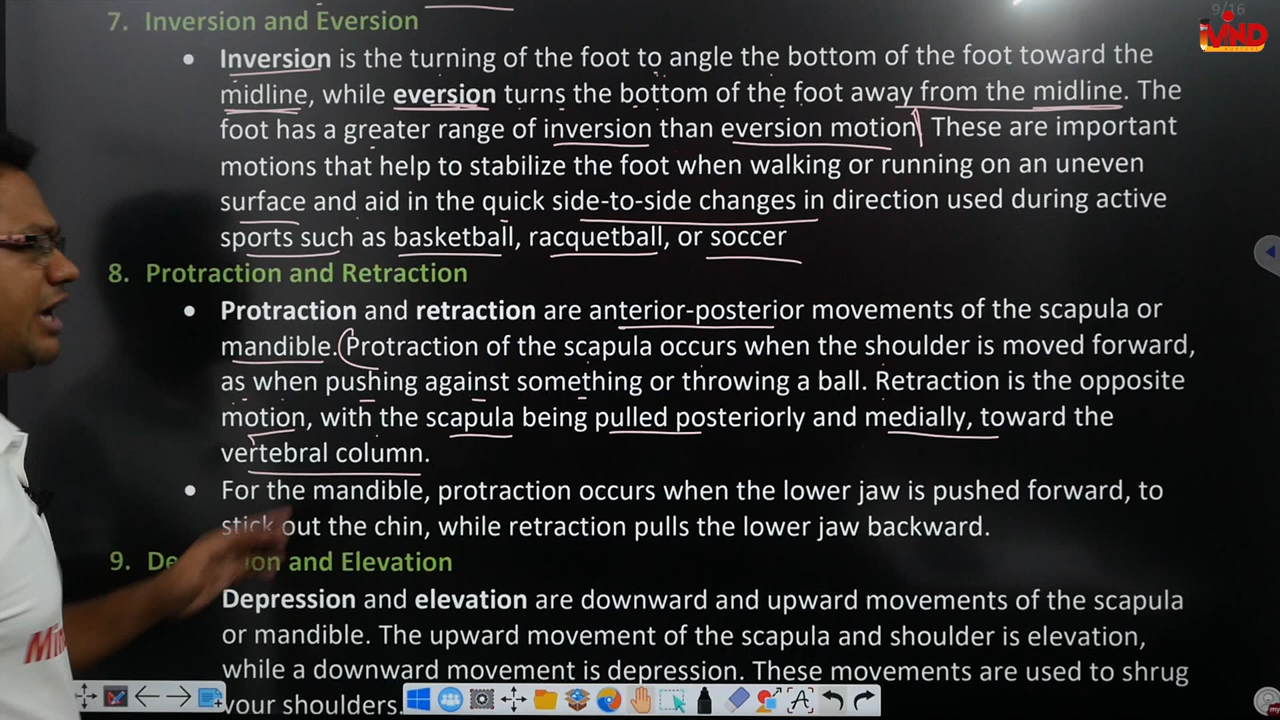 9/16
MIND
7. Inversion and Eversion
• Inversion is the turning of the foot to angle the bottom of the foot toward the
midline, while eversion turns the bottom of the foot away from the midline. The
foot has a greater range of inversion than eversion motion. These are important
motions that help to stabilize the foot when walking or running on an uneven
surface and aid in the quick side-to-side changes in direction used during active
sports such as basketball, racquetball, or soccer
8. Protraction and Retraction
• Protraction and retraction are anterior-posterior movements of the scapula or
mandible. Protraction of the scapula occurs when the shoulder is moved forward,
as when pushing against something or throwing a ball. Retraction is the opposite
motion, with the scapula being pulled posteriorly and medially, toward the
vertebral column.
• For the mandible, protraction occurs when the lower jaw is pushed forward, to
stick out the chin, while retraction pulls the lower jaw backward.
9. and Elevation
Depression and elevation are downward and upward movements of the scapula
or mandible. The upward movement of the scapula and shoulder is elevation,
while a downward movement is depression. These movements are used to shrug
your shoulders.